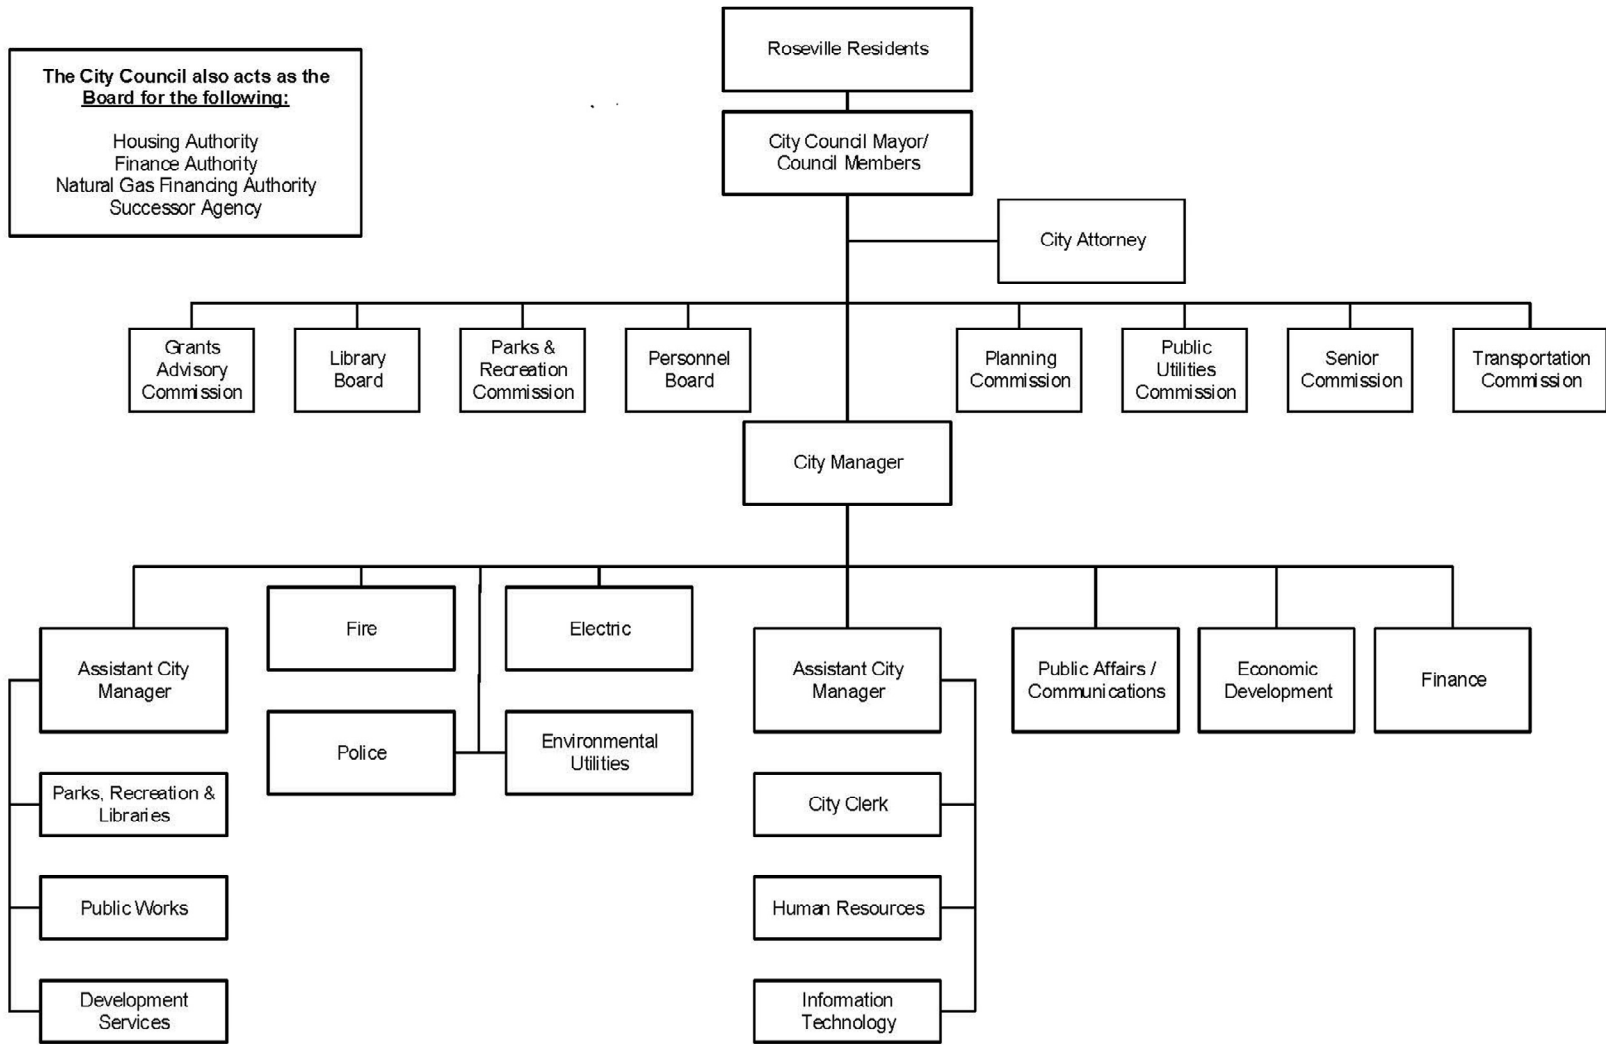 Roseville Residents
The City Council also acts as the
Board for the following:
Housing Authority
Finance Authority
Natural Gas Financing Authority
Successor Agency
City Council Mayor/
Council Members
City Attorney
Grants
Advisory
Commission
Library
Board
Parks &
Recreation
Commission
Personnel
Board
Planning
Commission
Public
Utilities
Commission
Senior
Commission
Transportation
Commission
City Manager
Assistant City
Manager
Fire
Electric
Police
Environmental
Utilities
Assistant City
Manager
Public Affairs /
Communications
Economic
Development
Finance
Parks, Recreation &
Libraries
Public Works
Development
Services
City Clerk
Human Resources
Information
Technology